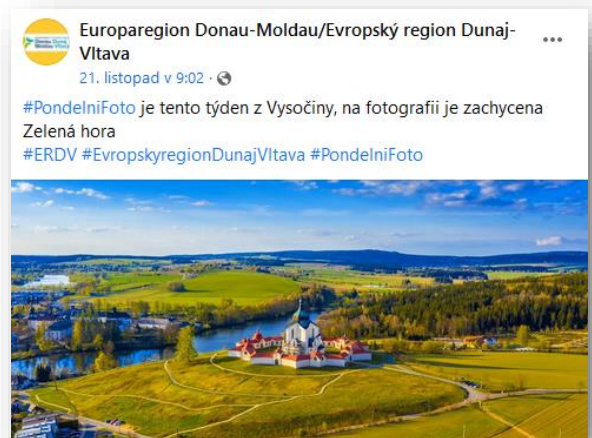 Europaregion Donau-Moldau/Evropský region Dunaj-
Vltava
21. listopad v 9:02 ·
#PondelniFoto je tento týden z Vysočiny, na fotografii je zachycena
Zelená hora
#ERDV #EvropskyregionDunajVltava #PondelniFoto